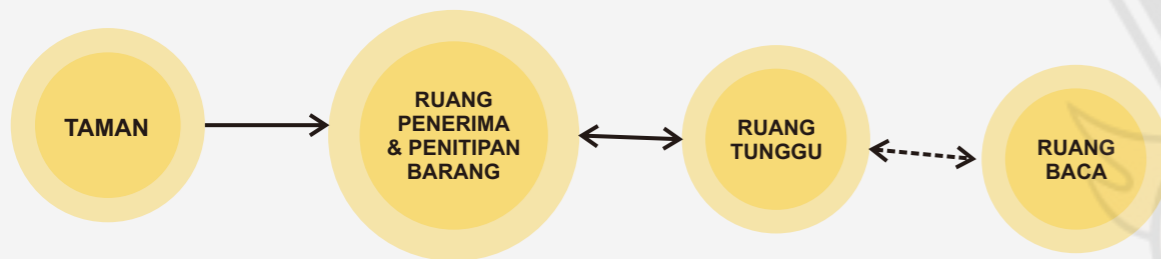 TAMAN
RUANG
PENERIMA
& PENITIPAN
BARANG
RUANG
TUNGGU
RUANG
BACA